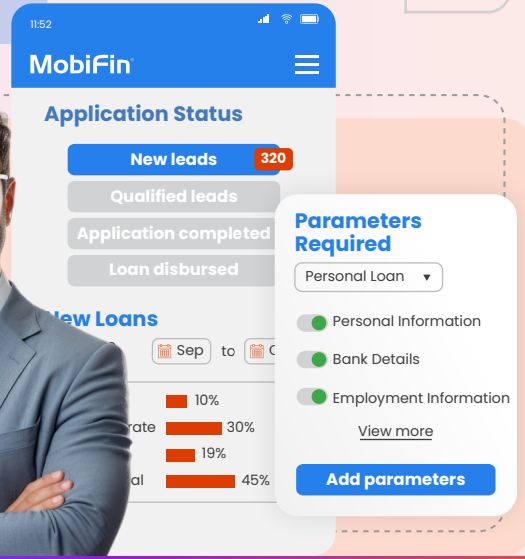 11:52
MobiFin
Application Status
New leads
320
Qualified leads
Application completed
Loan disbursed
New Loans
Sep to
10%
rate 30%
19%
al 45%
Parameters
Required
Personal Loan
Personal Information
Bank Details
Employment Information
View more
Add parameters